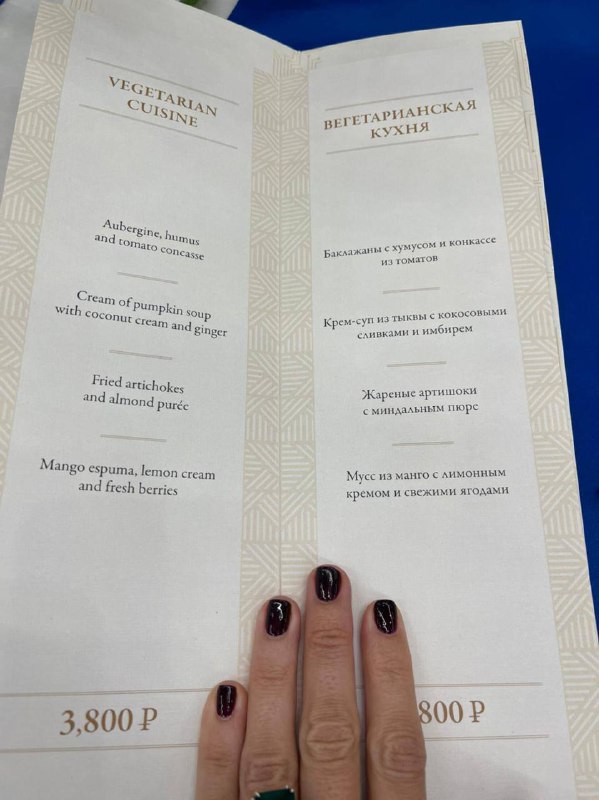 VEGETARIAN
CUISINE
Aubergine, humus
and tomato concasse
Cream of pumpkin soup
with coconut cream and ginger
Fried artichokes
and almond purée
Mango espuma, lemon cream
and fresh berries
3,800 ₽
ВЕГЕТАРИАНСКАЯ
КУХНЯ
Баклажаны с хумусом и конкассе
из томатов
Крем-суп из тыквы с кокосовыми
сливками и имбирем
Жареные артишоки
с миндальным пюре
Мусс из манго с лимонным
кремом и свежими ягодами
800 ₽